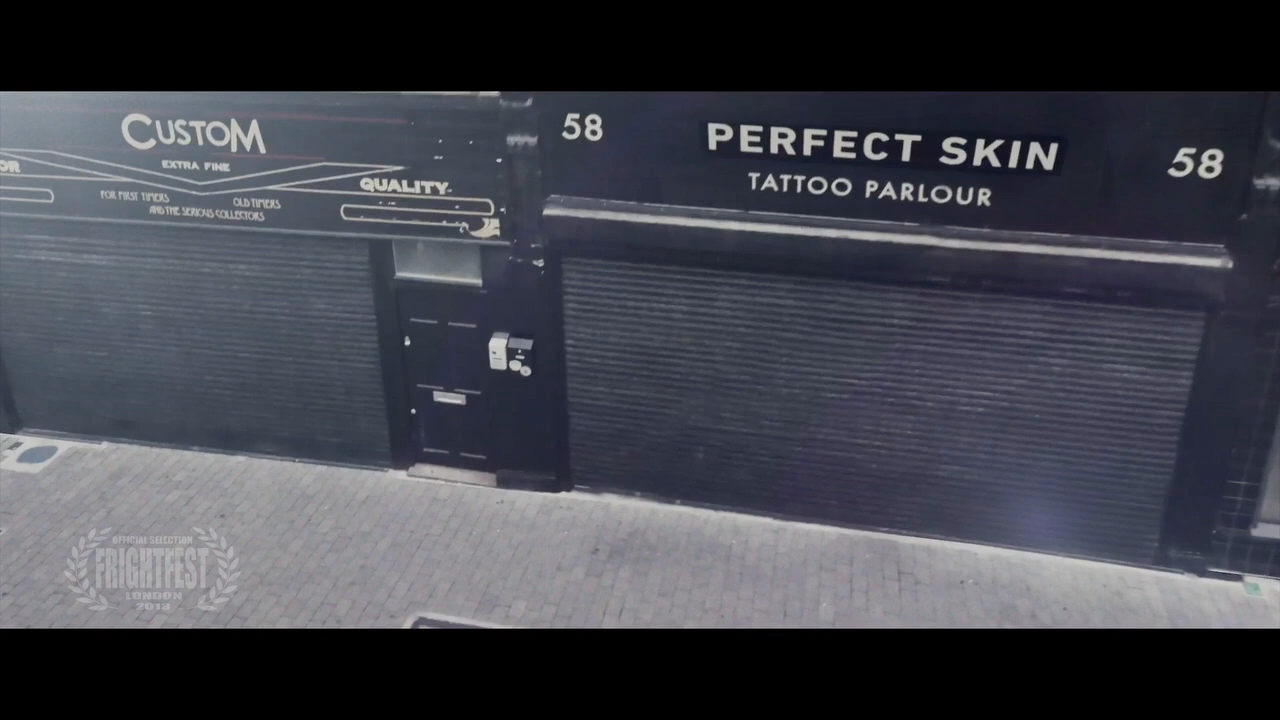 CUSTOM
EXTRA FINE
OR
QUALITY
FOR FIRST TIMERS
OLD TIMERS
AND THE SERIOUS COLLECTORS
58
PERFECT SKIN
58
TATTOO PARLOUR
OFFICIAL SELECTION
FRIGHTFEST
LONDON
2018